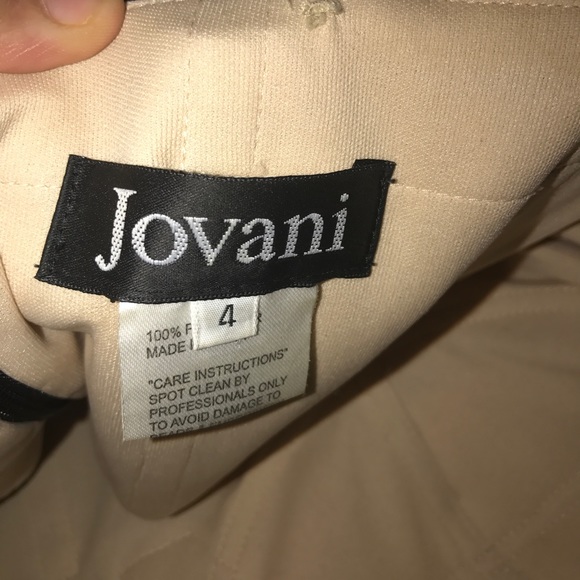 Jovani
4
100%
MADE
"CARE INSTRUCTIONS"
SPOT CLEAN BY
PROFESSIONALS ONLY
TO AVOID DAMAGE TO